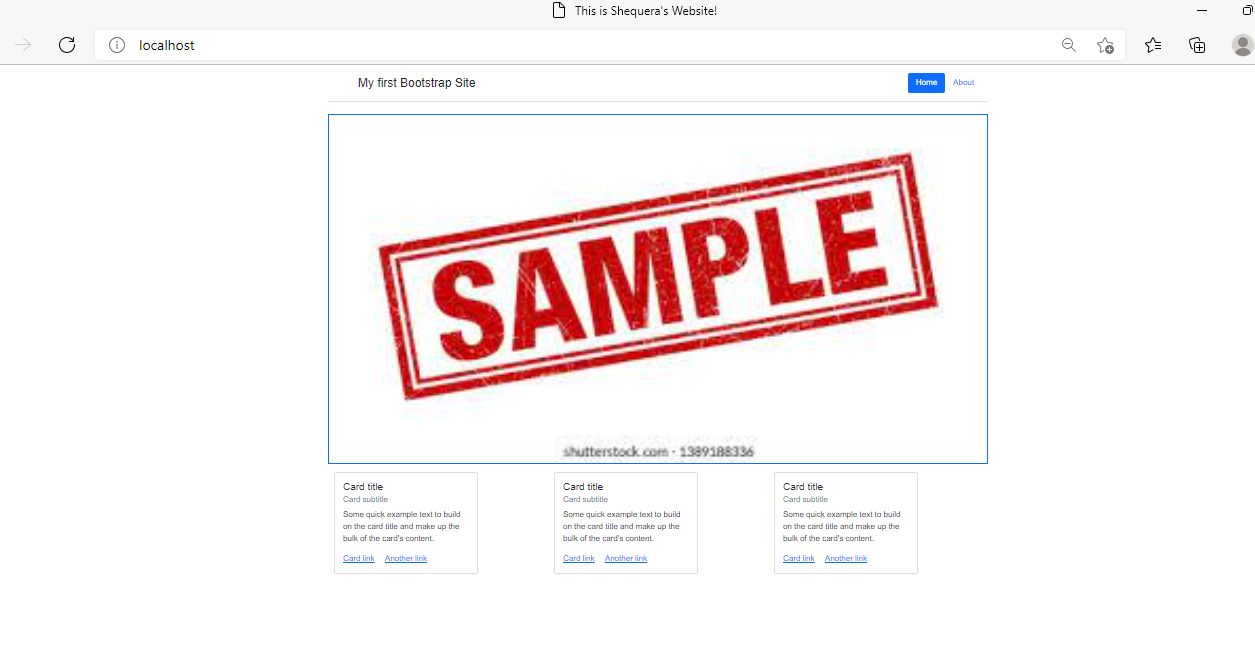 This is Shequera's Website!
localhost
My first Bootstrap Site
Home
About
SAMPLE
shutterstock.com · 1389188336
Card title
Card subtitle
Some quick example text to build
on the card title and make up the
bulk of the card's content.
Card link Another link
Card title
Card subtitle
Some quick example text to build
on the card title and make up the
bulk of the card's content.
Card link Another link
Card title
Card subtitle
Some quick example text to build
on the card title and make up the
bulk of the card's content.
Card link Another link